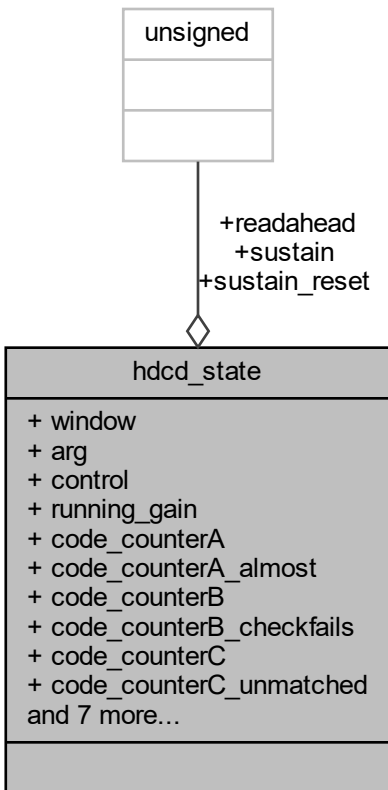 unsigned
+readahead
+sustain
+sustain_reset
hdcd_state
+ window
+ arg
+ control
+ running_gain
+ code_counterA
+ code_counterA_almost
+ code_counterB
+ code_counterB_checkfails
+ code_counterC
+ code_counterC_unmatched
and 7 more...